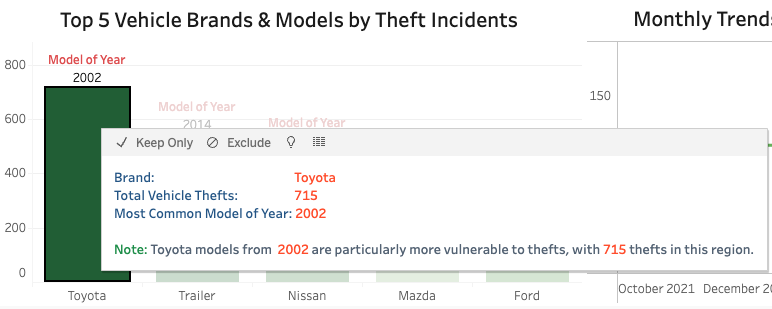 Top 5 Vehicle Brands & Models by Theft Incidents
Monthly Trends
800
Model of Year
2002
Model of Year
2014
Model of Year
600
400
200
0
150
Keep Only
Exclude
Brand: Toyota
Total Vehicle Thefts: 715
Most Common Model of Year: 2002
Note: Toyota models from 2002 are particularly more vulnerable to thefts, with 715 thefts in this region.
Toyota
Trailer
Nissan
Mazda
Ford
October 2021
December